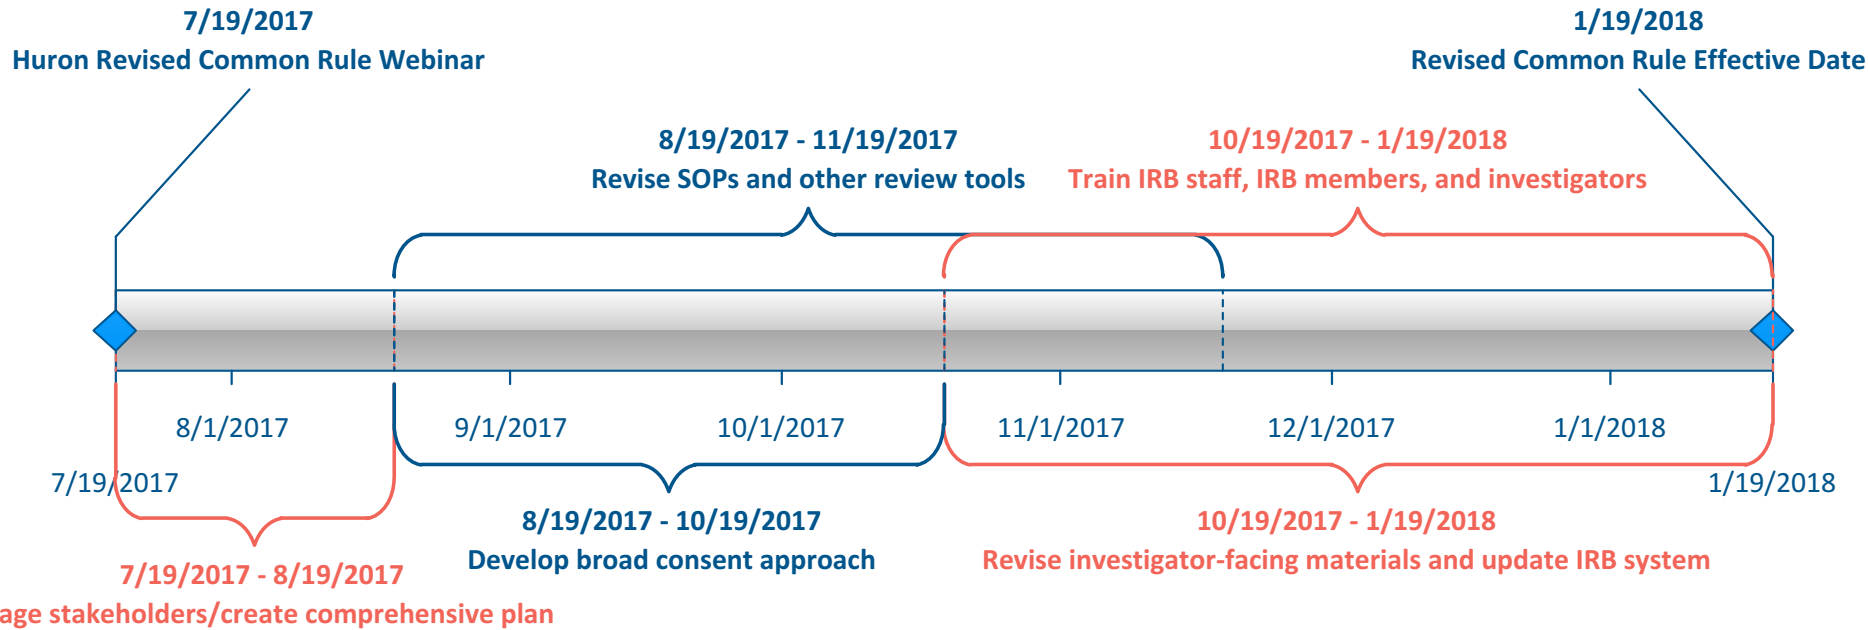 7/19/2017
Huron Revised Common Rule Webinar
1/19/2018
Revised Common Rule Effective Date
8/19/2017 - 11/19/2017
Revise SOPs and other review tools
10/19/2017 - 1/19/2018
Train IRB staff, IRB members, and investigators
8/1/2017
9/1/2017
10/1/2017
11/1/2017
12/1/2017
1/1/2018
7/19/2017
1/19/2018
8/19/2017 - 10/19/2017
Develop broad consent approach
10/19/2017 - 1/19/2018
Revise investigator-facing materials and update IRB system
7/19/2017 - 8/19/2017
stakeholders/create comprehensive plan